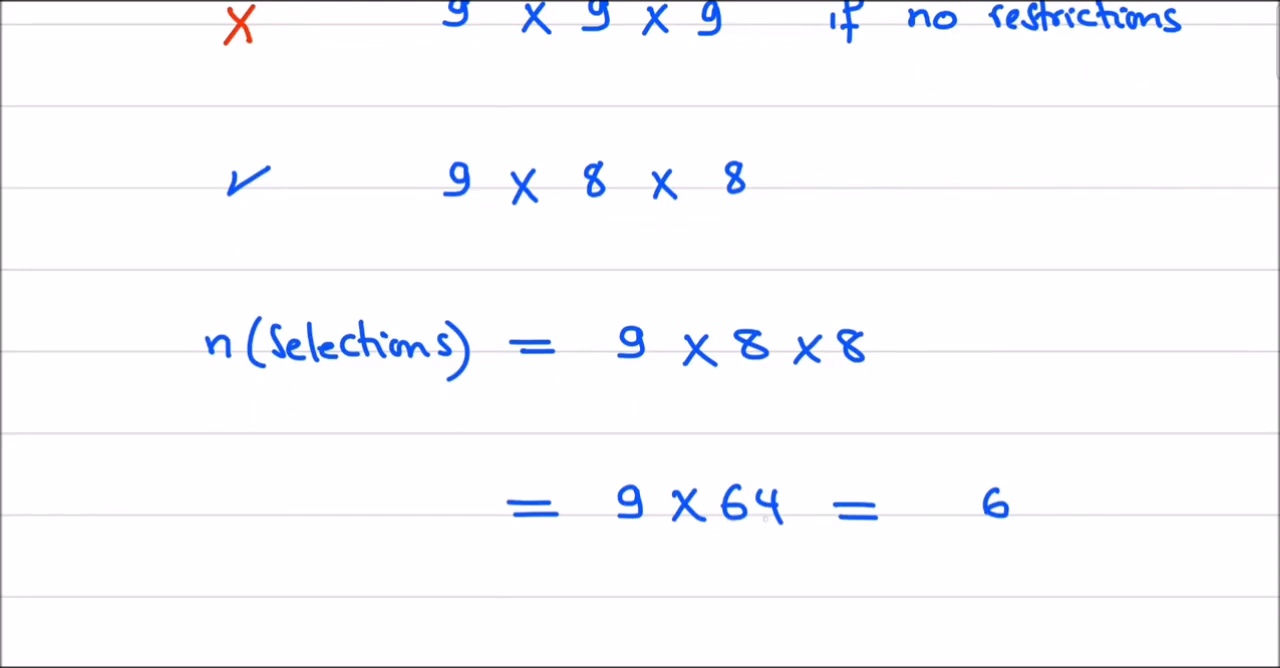 X 9 X 9 X 9 if no restrictions
✓ 9 X 8 X 8
n(selections) = 9 X 8 X 8
= 9 X 64 = 6